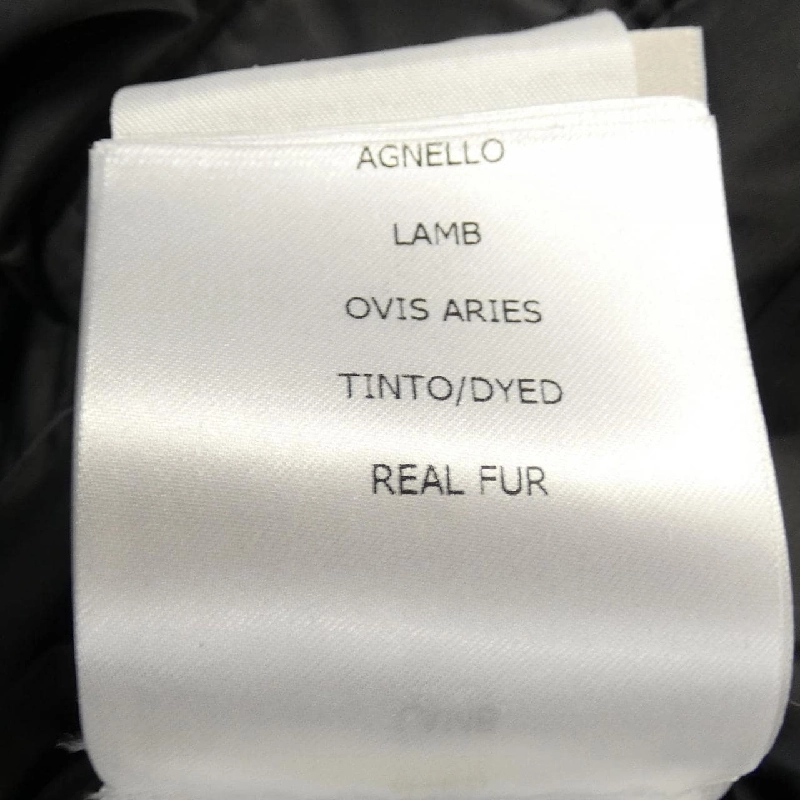 AGNELLO
LAMB
OVIS ARIES
TINTO/DYED
REAL FUR